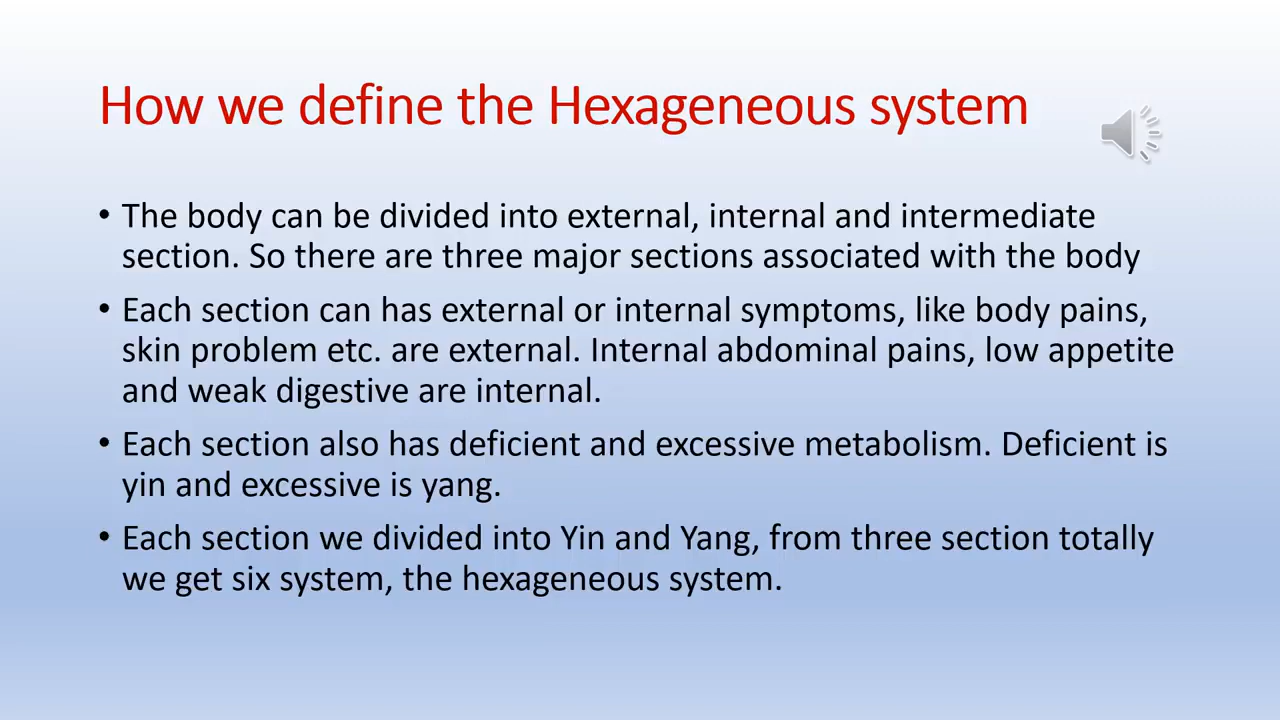 How we define the Hexageneous system
• The body can be divided into external, internal and intermediate
section. So there are three major sections associated with the body
• Each section can has external or internal symptoms, like body pains,
skin problem etc. are external. Internal abdominal pains, low appetite
and weak digestive are internal.
• Each section also has deficient and excessive metabolism. Deficient is
yin and excessive is yang.
• Each section we divided into Yin and Yang, from three section totally
we get six system, the hexageneous system.